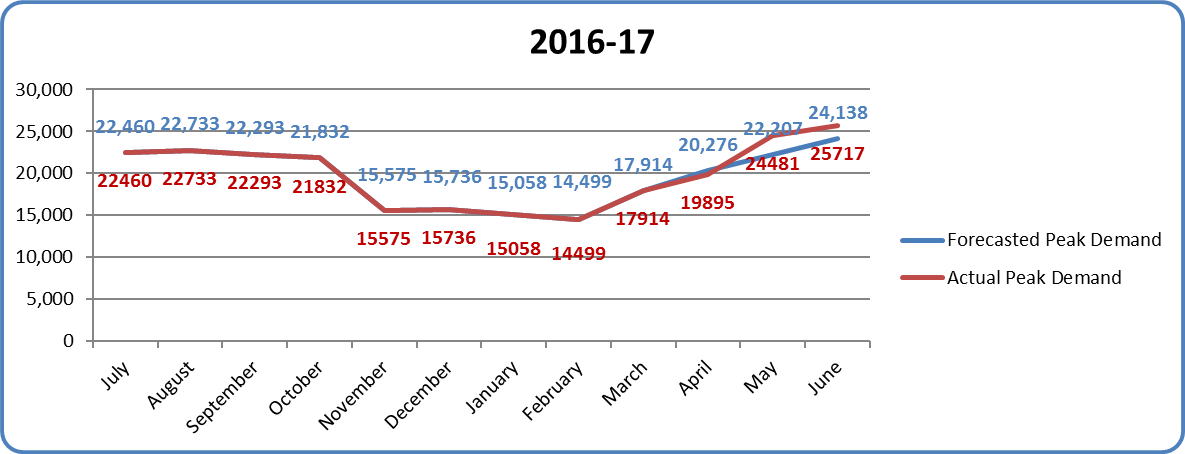 2016-17
30,000
25,000
20,000
15,000
10,000
5,000
0
22,460 22,733 22,293 21,832 15,575 15,736 15,058 14,499 17,914 20,276 22,207 24,138
22460 22733 22293 21832 15575 15736 15058 14499 17914 19895 24481 25717
July August September October November December January February March April May June
Forecasted Peak Demand
Actual Peak Demand